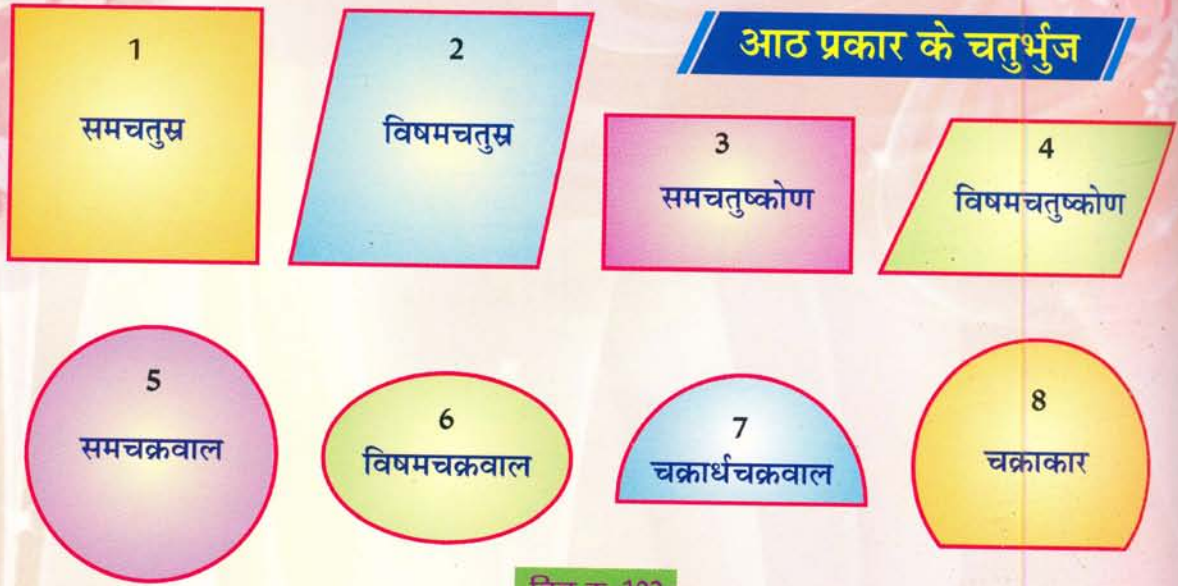 आठ प्रकार के चतुर्भुज
1
समचतुस्र
2
विषमचतुस्र
3
समचतुष्कोण
4
विषमचतुष्कोण
5
समचक्रवाल
6
विषमचक्रवाल
7
चक्रार्धचक्रवाल
8
चक्राकार